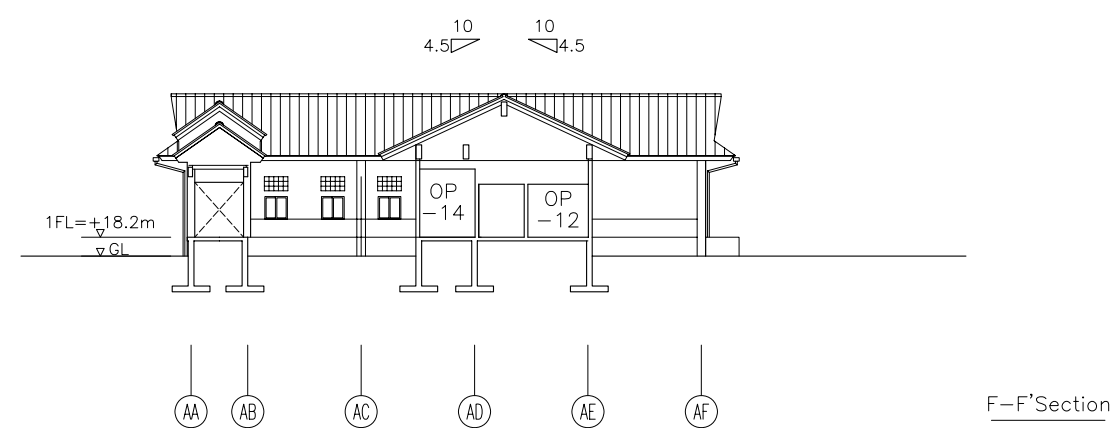 10 10
4.5 4.5
OP
-14
OP
-12
1FL=+18.2m
GL
AA AB AC AD AE AF
F-F'Section